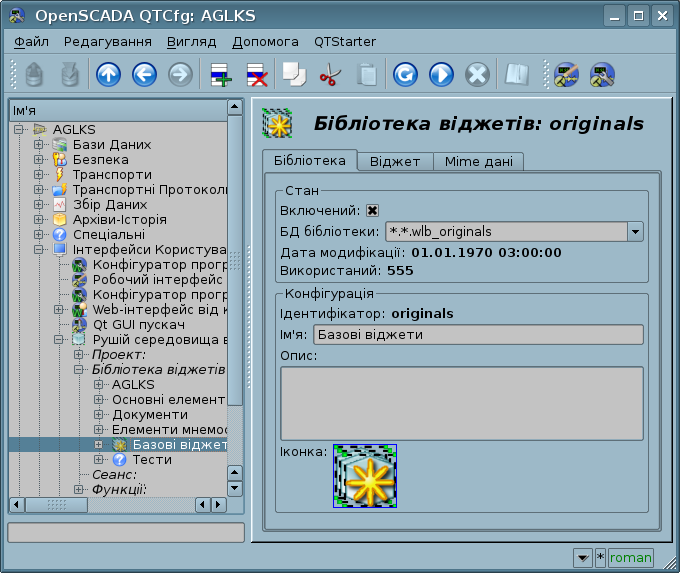 OpenSCADA QTCfg: AGLKS
Файл Редагування Вигляд Допомога QTStarter
Ім'я
AGLKS
Бази Даних
Безпека
Транспорти
Транспортні Протокол
Збір Даних
Архіви-Історія
Спеціальні
Інтерфейси Користува
Конфігуратор прогр
Робочий інтерфейс
Конфігуратор прогр
Web-інтерфейс від к
Qt GUI пускач
Рушій середовища в
Проект:
Бібліотека віджетів
AGLKS
Основні елемент
Документи
Елементи мнемос
Базові віджет
Тести
Сеанс:
Функції:
Бібліотека віджетів: originals
Бібліотека Віджет Mime дані
Стан
Включений:
БД бібліотеки: *.*.wlb_originals
Дата модифікації: 01.01.1970 03:00:00
Використаний: 555
Конфігурація
Ідентифікатор: originals
Ім'я: Базові віджети
Опис:
Іконка:
* roman